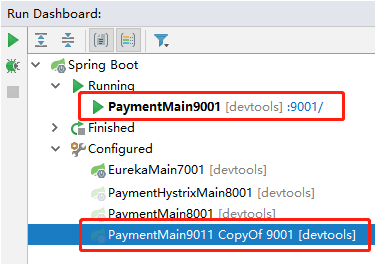 Run Dashboard:
Spring Boot
Running
PaymentMain9001 [devtools] :9001/
Finished
Configured
EurekaMain7001 [devtools]
PaymentHystrixMain8001 [devtools]
PaymentMain8001 [devtools]
PaymentMain9011 CopyOf 9001 [devtools]